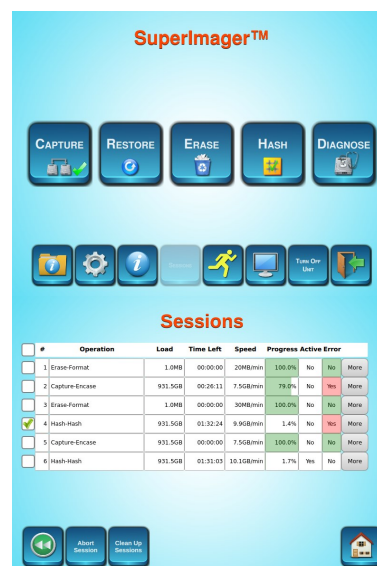 SuperImager™
CAPTURE RESTORE ERASE HASH DIAGNOSE
TURN OFF
UNIT
Sessions
# Operation Load Time Left Speed Progress Active Error
1 Erase-Format 1.0MB 00:00:00 20MB/min 100.0% No No More
2 Capture-Encase 931.5GB 00:26:11 7.5GB/min 79.0% No Yes More
3 Erase-Format 1.0MB 00:00:00 30MB/min 100.0% No No More
4 Hash-Hash 931.5GB 01:32:24 9.9GB/min 1.4% No Yes More
5 Capture-Encase 931.5GB 00:00:00 7.5GB/min 100.0% No No More
6 Hash-Hash 931.5GB 01:31:03 10.1GB/min 1.7% Yes No More
Abort
Session
Clean Up
Sessions